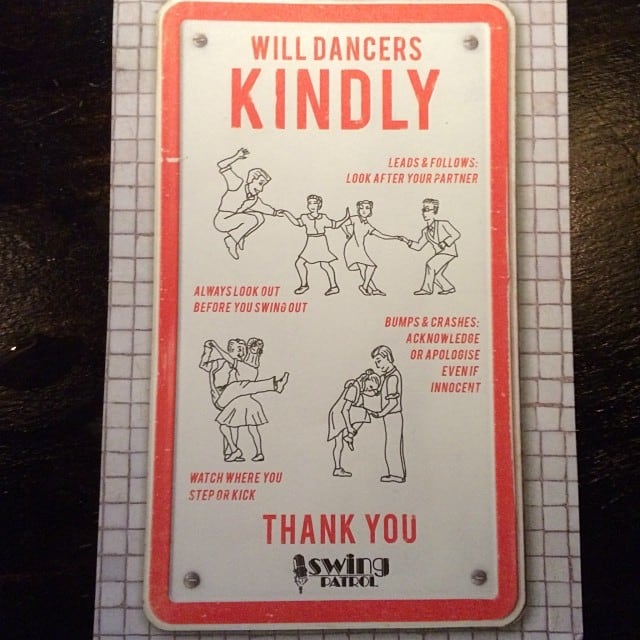 WILL DANCERS
KINDLY
LEADS & FOLLOWS:
LOOK AFTER YOUR PARTNER
ALWAYS LOOK OUT
BEFORE YOU SWING OUT
BUMPS & CRASHES:
ACKNOWLEDGE
OR APOLOGISE
EVEN IF
INNOCENT
WATCH WHERE YOU
STEP OR KICK
THANK YOU
swing
PATROL